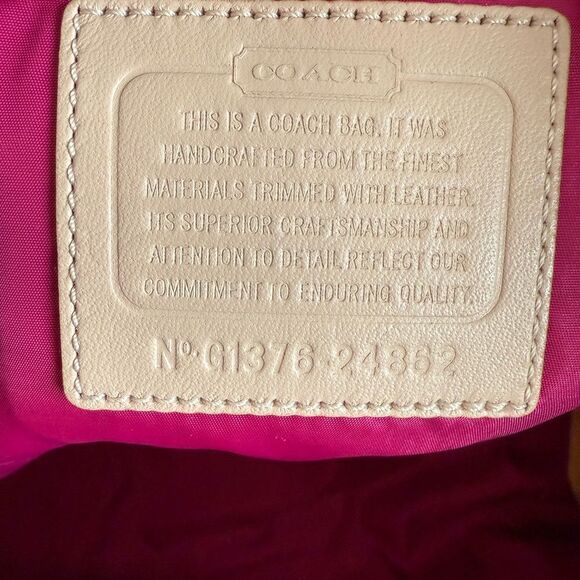 COACH
THIS IS A COACH BAG. IT WAS
HANDCRAFTED FROM THE FINEST
MATERIALS TRIMMED WITH LEATHER.
ITS SUPERIOR CRAFTSMANSHIP AND
ATTENTION TO DETAIL REFLECT OUR
COMMITMENT TO ENDURING QUALITY.
No. G1376-24862